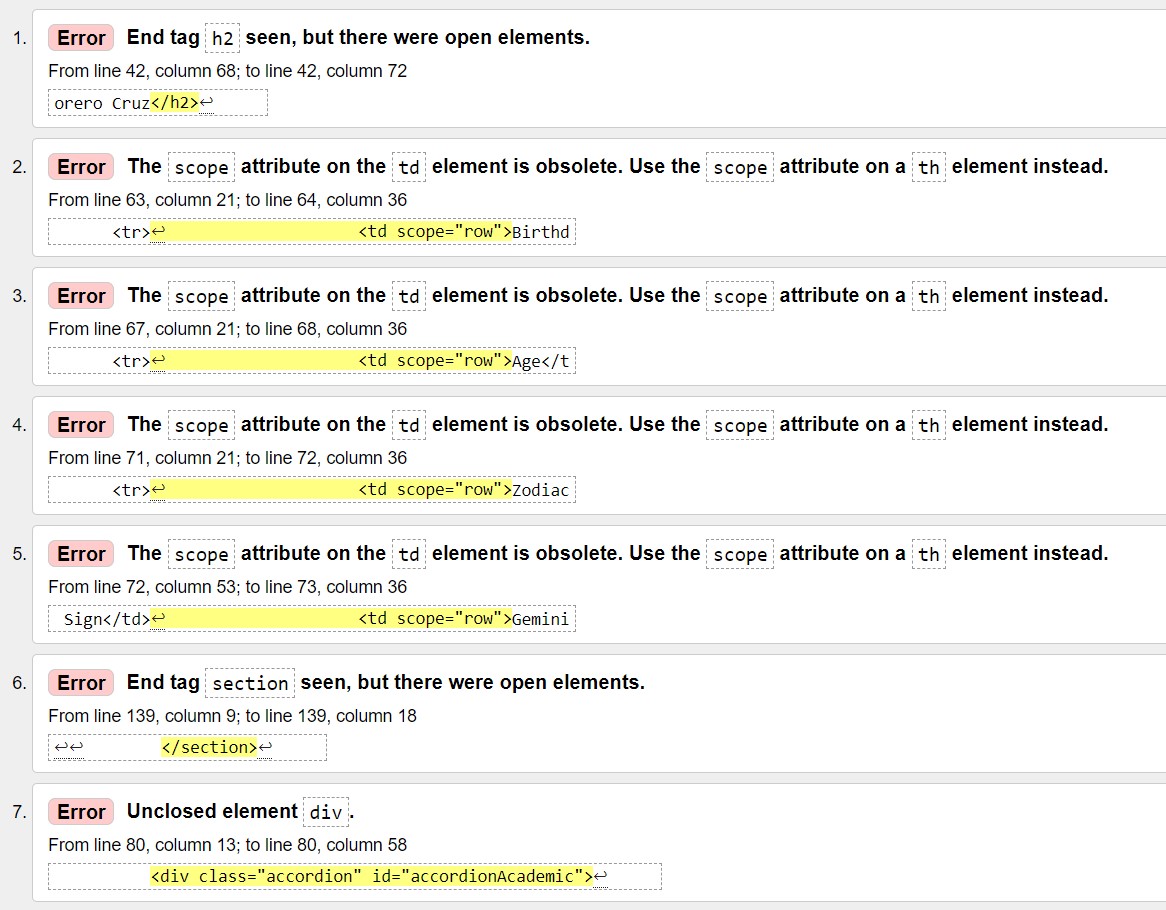 1. Error End tag h2 seen, but there were open elements.
From line 42, column 68; to line 42, column 72
orero Cruz</h2>↩
2. Error The scope attribute on the td element is obsolete. Use the scope attribute on a th element instead.
From line 63, column 21; to line 64, column 36
<tr>↩ <td scope="row">Birthd
3. Error The scope attribute on the td element is obsolete. Use the scope attribute on a th element instead.
From line 67, column 21; to line 68, column 36
<tr>↩ <td scope="row">Age</t
4. Error The scope attribute on the td element is obsolete. Use the scope attribute on a th element instead.
From line 71, column 21; to line 72, column 36
<tr>↩ <td scope="row">Zodiac
5. Error The scope attribute on the td element is obsolete. Use the scope attribute on a th element instead.
From line 72, column 53; to line 73, column 36
Sign</td>↩ <td scope="row">Gemini
6. Error End tag section seen, but there were open elements.
From line 139, column 9; to line 139, column 18
↩↩ </section>↩
7. Error Unclosed element div.
From line 80, column 13; to line 80, column 58
<div class="accordion" id="accordionAcademic">↩